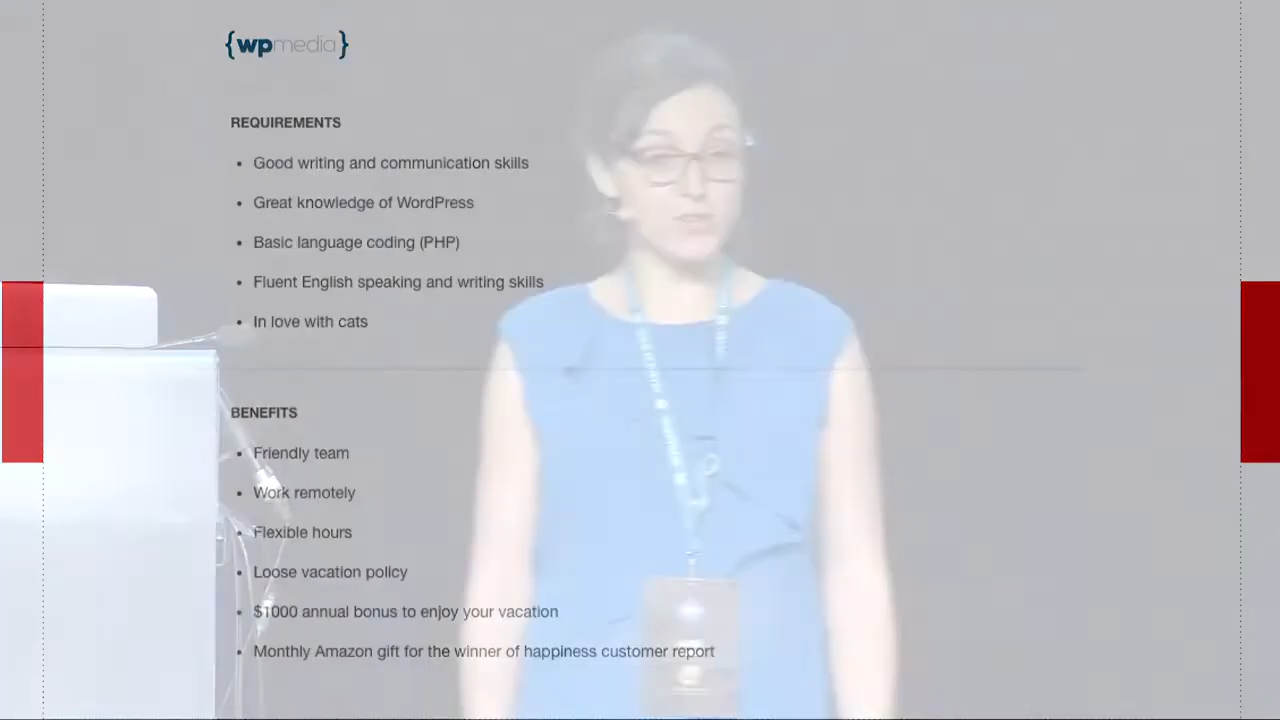 {wpmedia}
REQUIREMENTS
• Good writing and communication skills
• Great knowledge of WordPress
• Basic language coding (PHP)
• Fluent English speaking and writing skills
• In love with cats
BENEFITS
• Friendly team
• Work remotely
• Flexible hours
• Loose vacation policy
• $1000 annual bonus to enjoy your vacation
• Monthly Amazon gift for the winner of happiness customer report